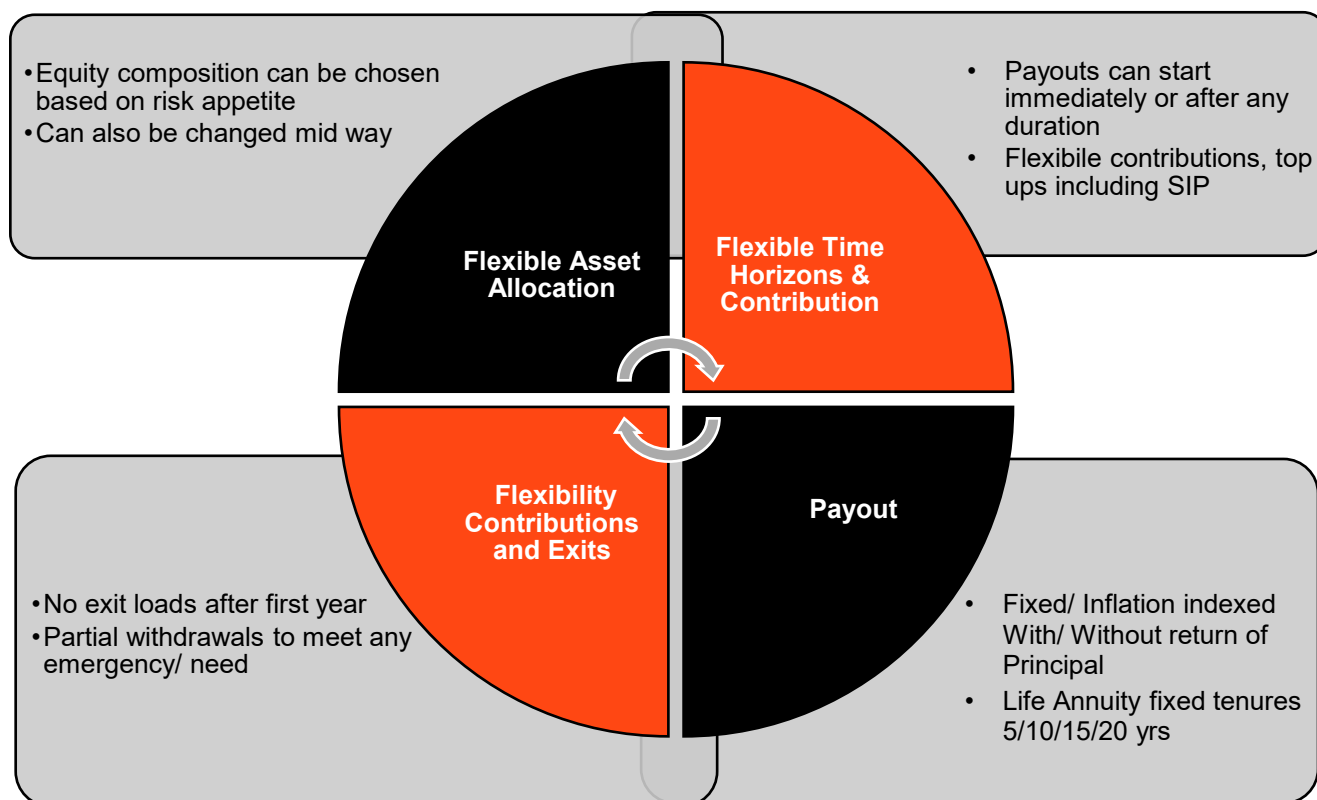 •Equity composition can be chosen
based on risk appetite
•Can also be changed mid way
• Payouts can start
immediately or after any
duration
• Flexibile contributions, top
ups including SIP
Flexible Asset
Allocation
Flexible Time
Horizons &
Contribution
Flexibility
Contributions
and Exits
Payout
•No exit loads after first year
•Partial withdrawals to meet any
emergency/ need
• Fixed/ Inflation indexed
With/ Without return of
Principal
• Life Annuity fixed tenures
5/10/15/20 yrs